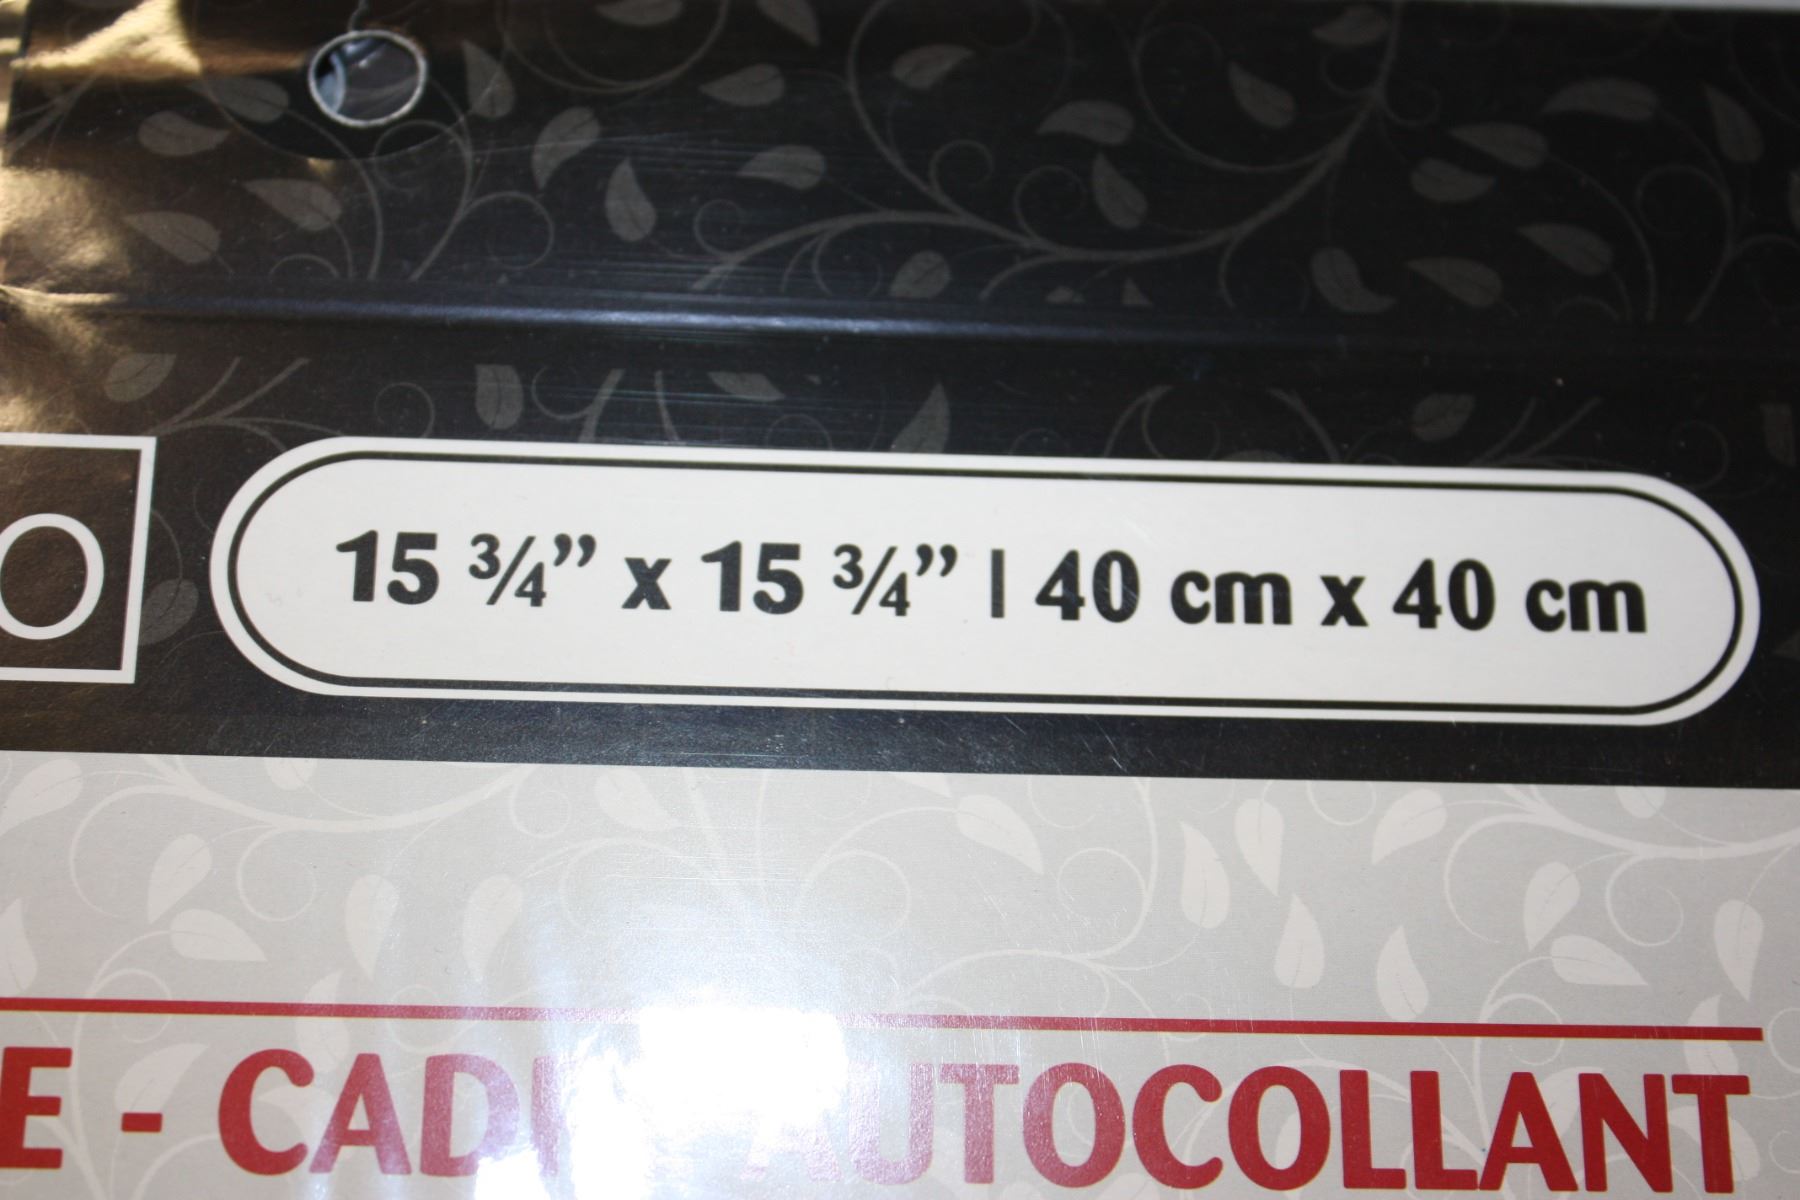 O
15 ¾” x 15 ¾” | 40 cm x 40 cm
E - AUTOCOLLANT